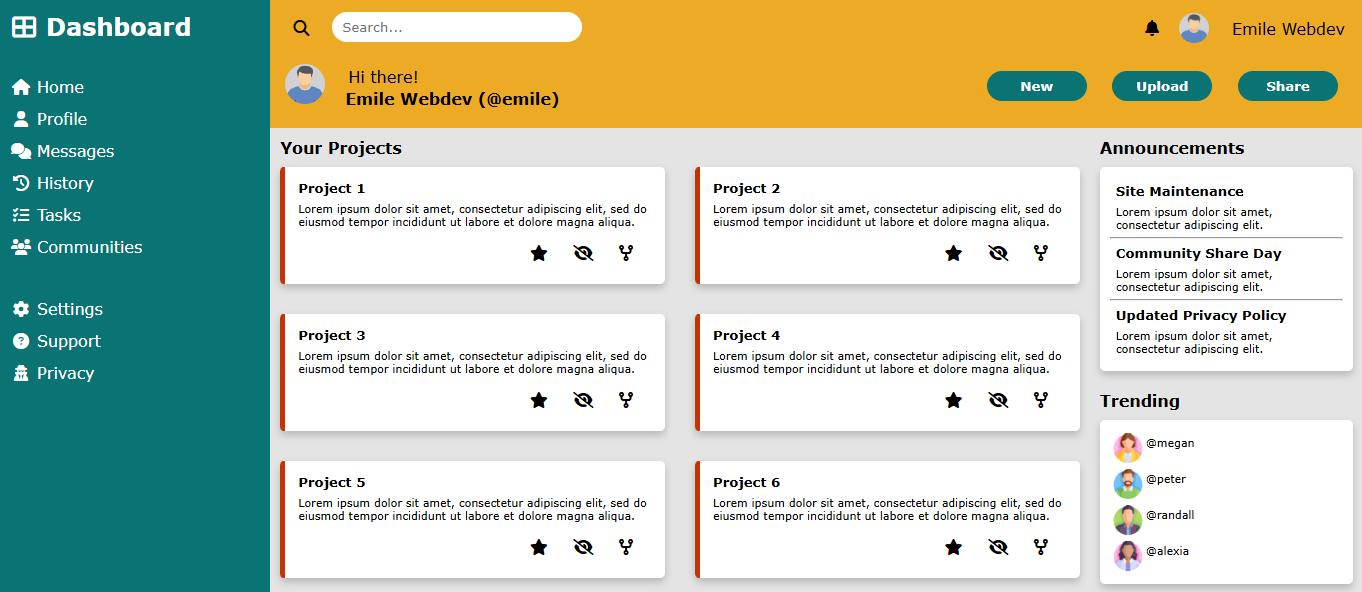 Dashboard
Home
Profile
Messages
History
Tasks
Communities
Settings
Support
Privacy
Search...
Emile Webdev
Hi there!
Emile Webdev (@emile)
New
Upload
Share
Your Projects
Project 1
Lorem ipsum dolor sit amet, consectetur adipiscing elit, sed do
eiusmod tempor incididunt ut labore et dolore magna aliqua.
Project 2
Lorem ipsum dolor sit amet, consectetur adipiscing elit, sed do
eiusmod tempor incididunt ut labore et dolore magna aliqua.
Project 3
Lorem ipsum dolor sit amet, consectetur adipiscing elit, sed do
eiusmod tempor incididunt ut labore et dolore magna aliqua.
Project 4
Lorem ipsum dolor sit amet, consectetur adipiscing elit, sed do
eiusmod tempor incididunt ut labore et dolore magna aliqua.
Project 5
Lorem ipsum dolor sit amet, consectetur adipiscing elit, sed do
eiusmod tempor incididunt ut labore et dolore magna aliqua.
Project 6
Lorem ipsum dolor sit amet, consectetur adipiscing elit, sed do
eiusmod tempor incididunt ut labore et dolore magna aliqua.
Announcements
Site Maintenance
Lorem ipsum dolor sit amet,
consectetur adipiscing elit.
Community Share Day
Lorem ipsum dolor sit amet,
consectetur adipiscing elit.
Updated Privacy Policy
Lorem ipsum dolor sit amet,
consectetur adipiscing elit.
Trending
@megan
@peter
@randall
@alexia